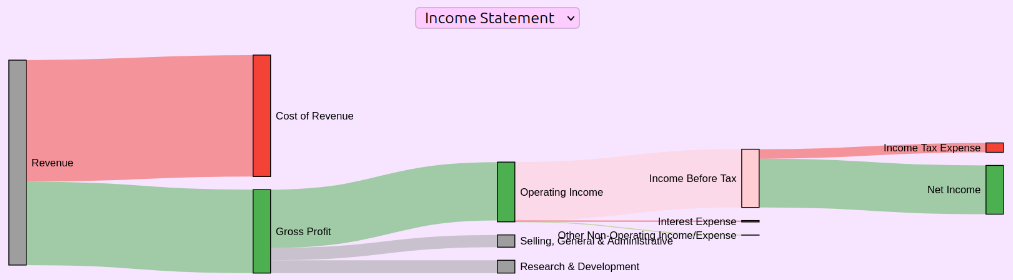 Income Statement
Cost of Revenue
Revenue
Gross Profit
Operating Income
Selling, General & Administrative
Research & Development
Income Before Tax
Interest Expense
Other Non-Operating Income/Expense
Income Tax Expense
Net Income